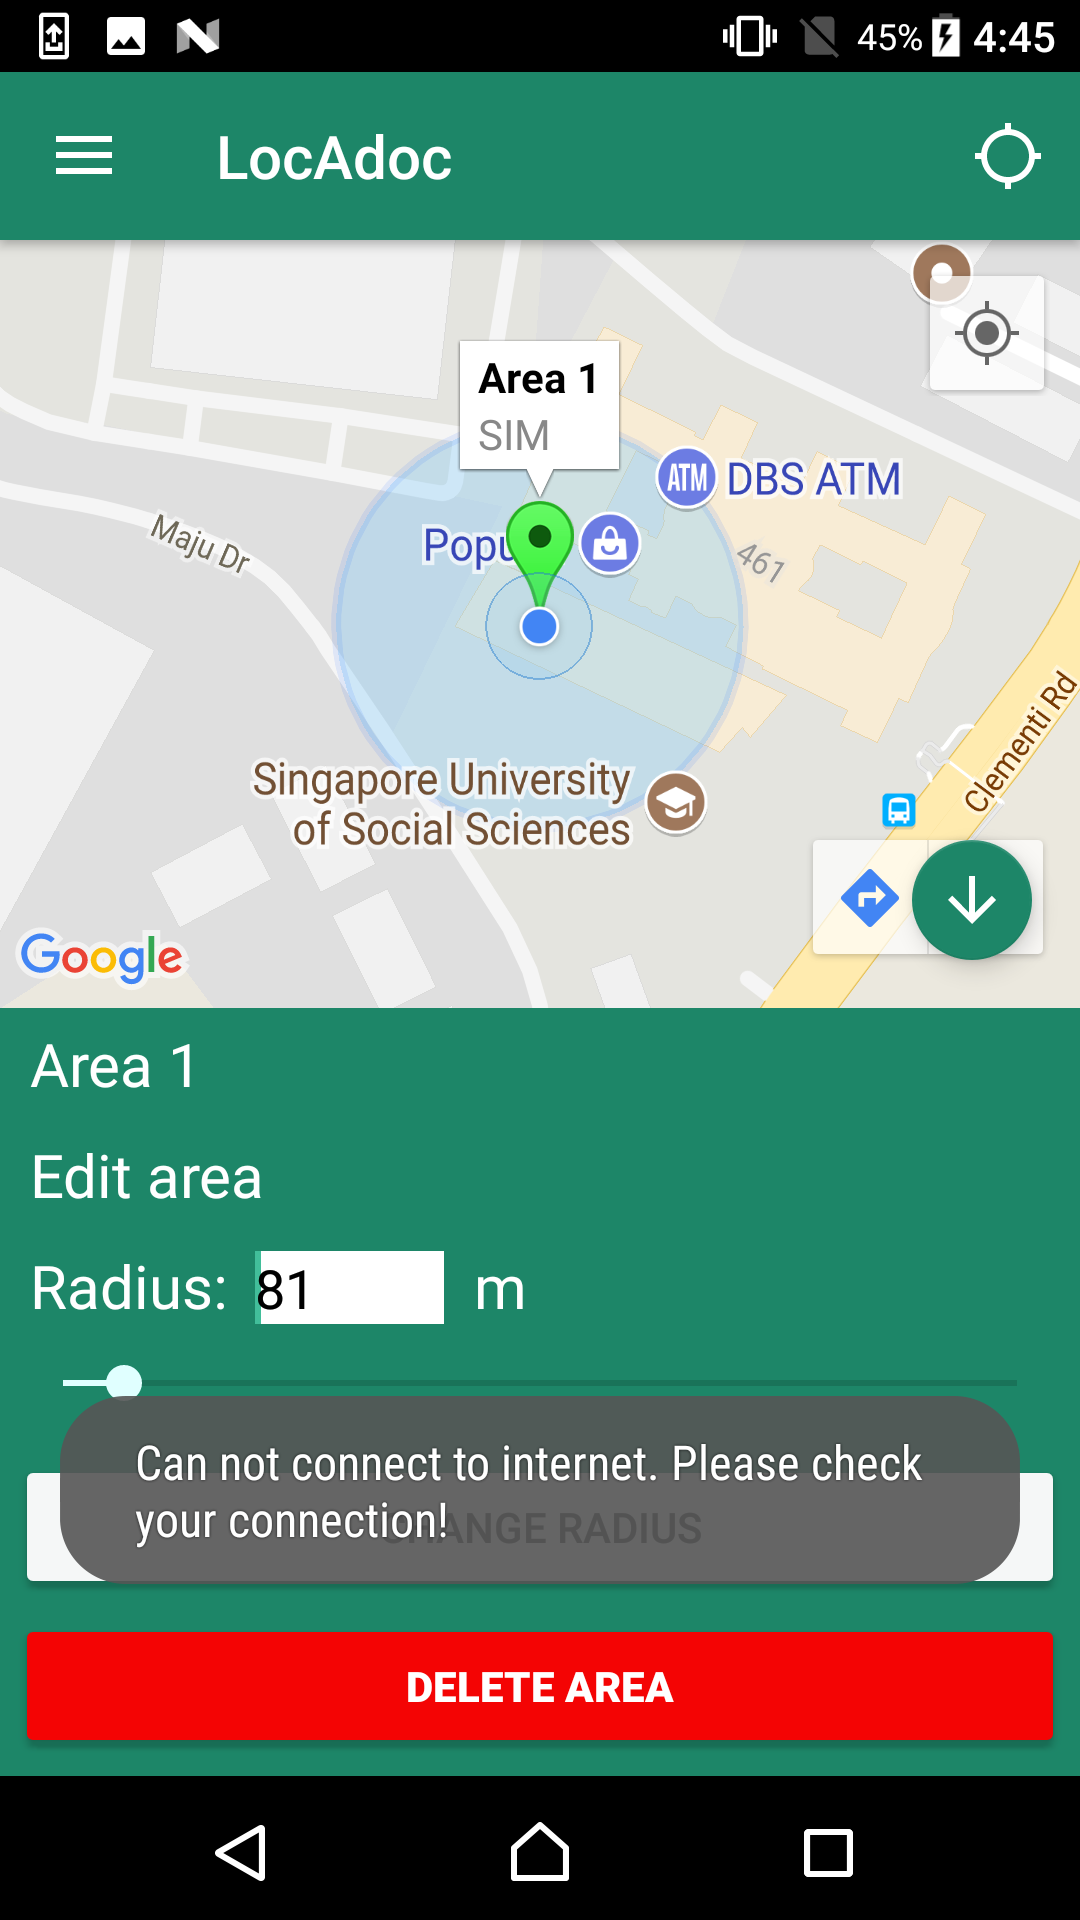 45% 4:45
LocAdoc
Area 1
SIM
ATM DBS ATM
Popu
461
Maju Dr
Clementi Rd
Singapore University
of Social Sciences
Google
Area 1
Edit area
Radius: 81 m
Can not connect to internet. Please check
your connection!
CHANGE RADIUS
DELETE AREA